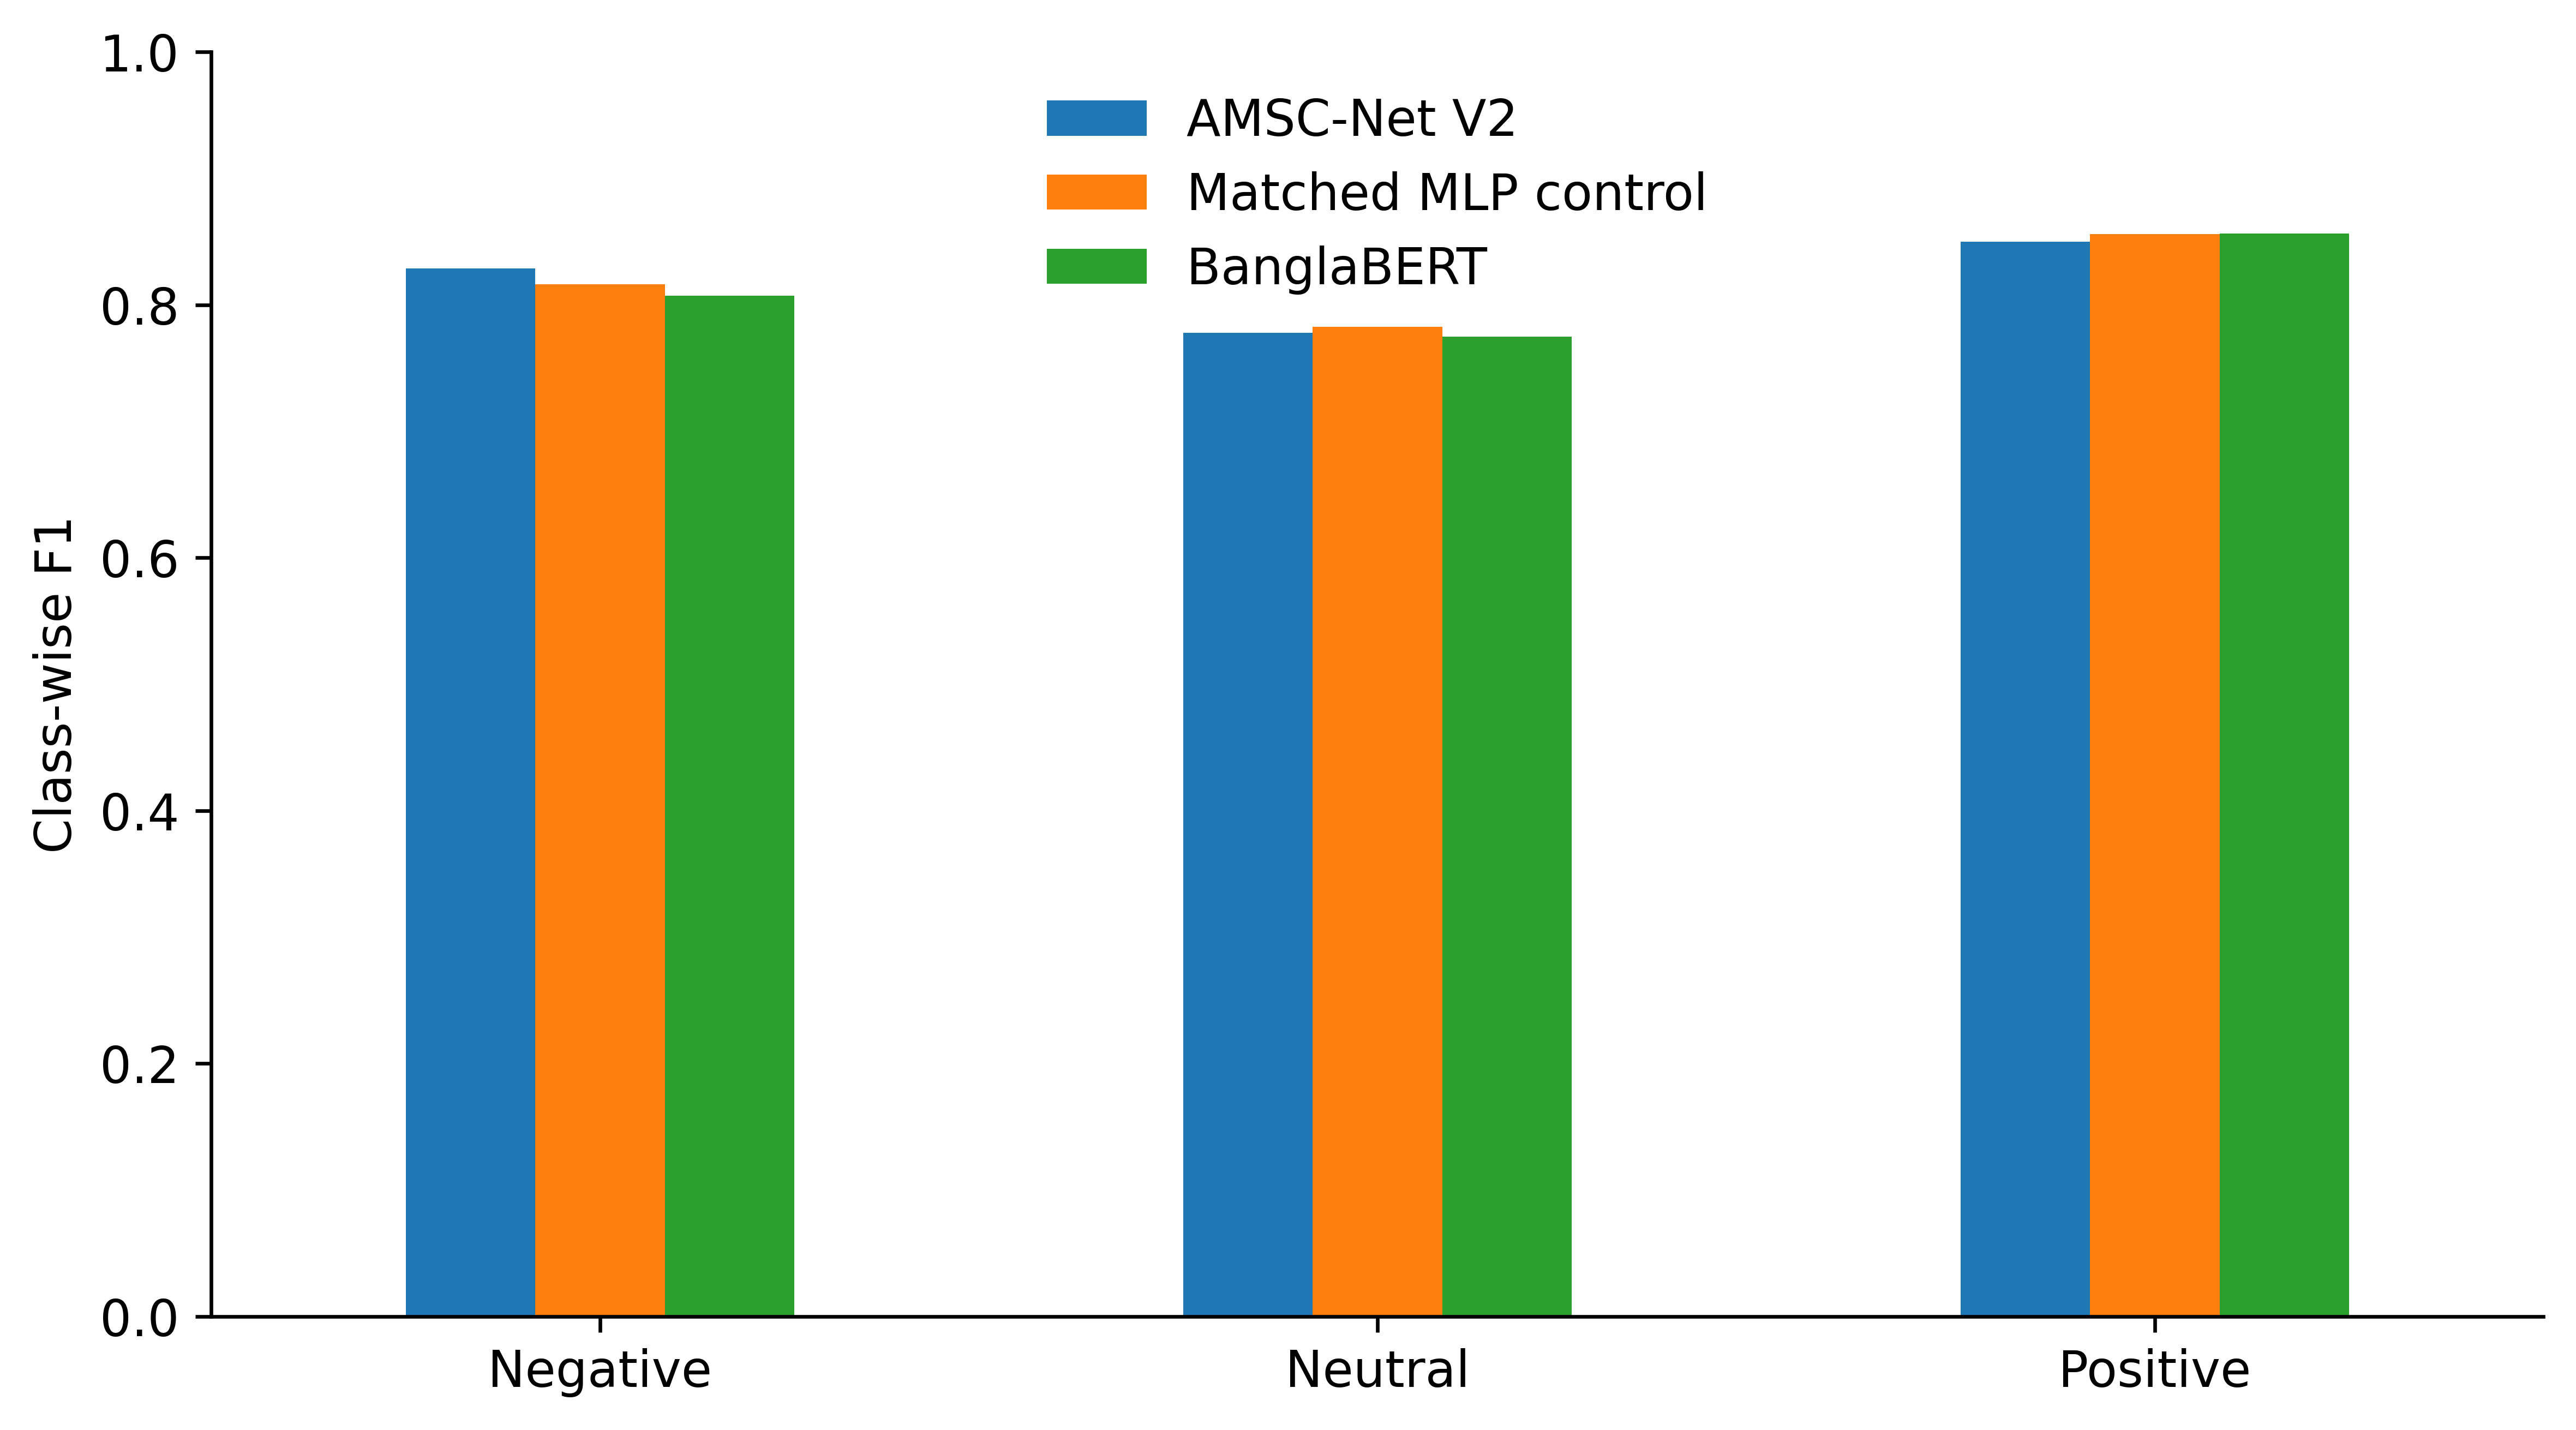 1.0
0.8
0.6
0.4
0.2
0.0
Class-wise F1
AMSC-Net V2
Matched MLP control
BanglaBERT
Negative
Neutral
Positive